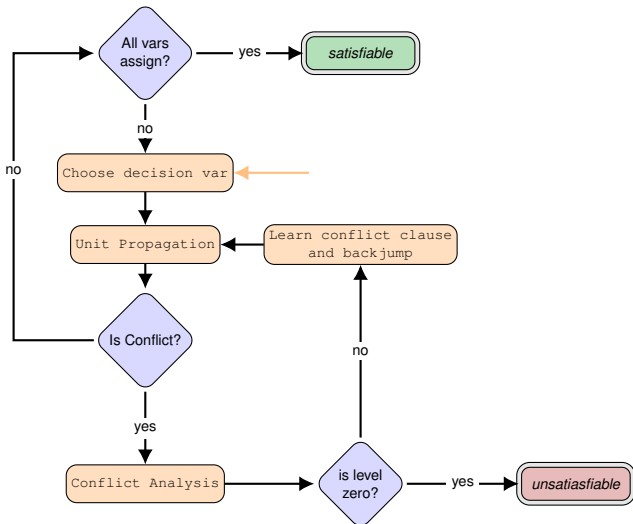 All vars
assign?
yes
satisfiable
no
no
Choose decision var
Unit Propagation
Learn conflict clause
and backjump
Is Conflict?
no
yes
Conflict Analysis
is level
zero?
yes
unsatiasfiable